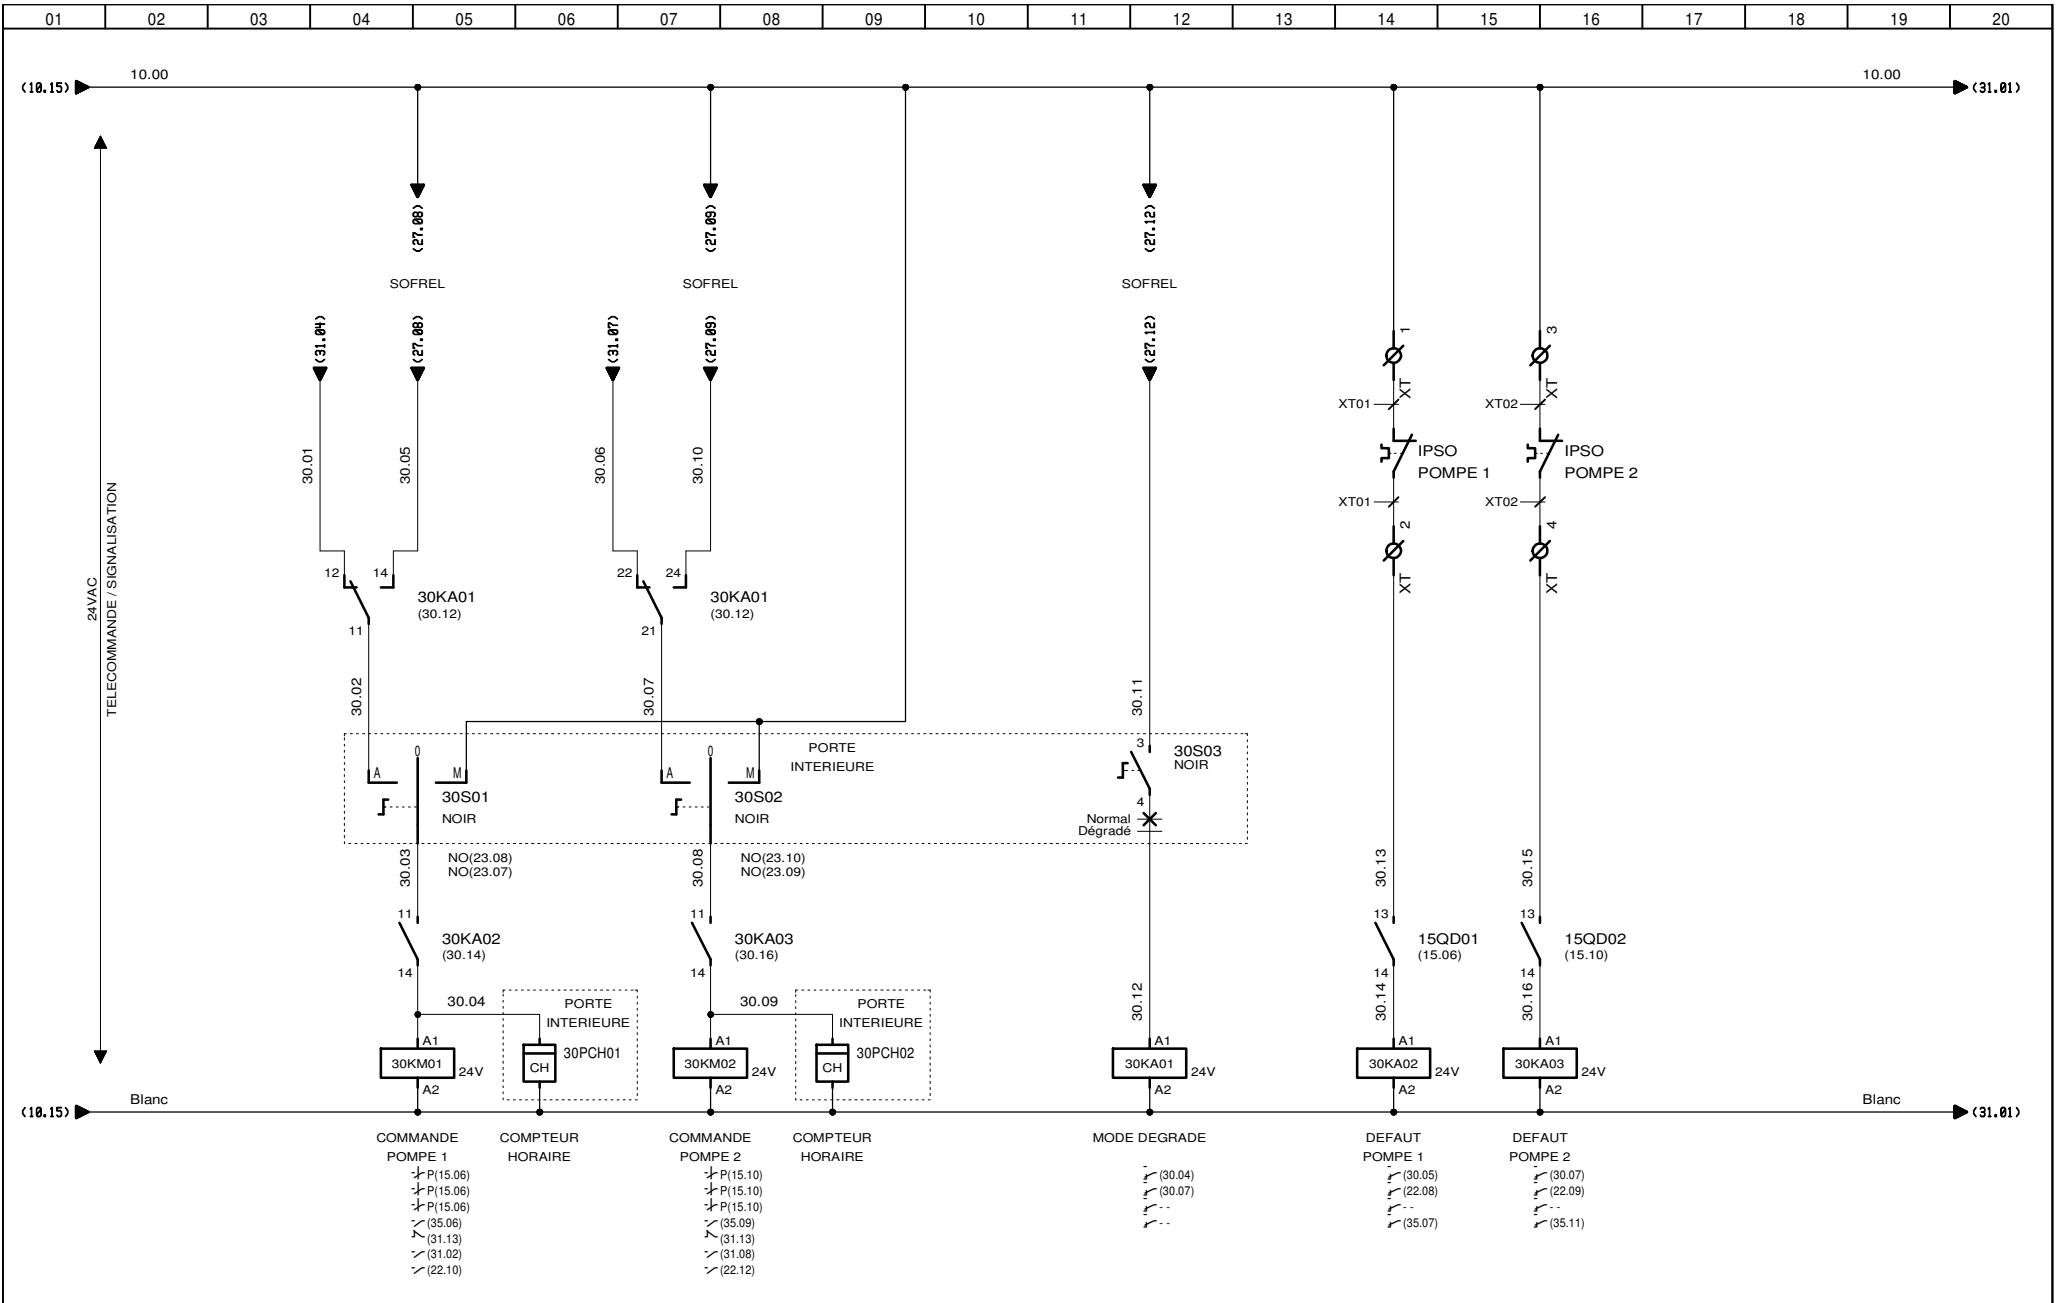 01 02 03 04 05 06 07 08 09 10 11 12 13 14 15 16 17 18 19 20
10.00 10.00
(10.15) (31.01)
(27.08) (27.09) (27.12)
SOFREL SOFREL SOFREL
(31.04) (27.08) (31.07) (27.09) (27.12)
1 3
XT XT
XT01 XT02
30.01 30.05 30.06 30.10
IPSO IPSO
POMPE 1 POMPE 2
XT01 XT02
2 4
XT XT
24VAC
TELECOMMANDE / SIGNALISATION
12 14 22 24
30KA01 30KA01
(30.12) (30.12)
11 21
30.02 30.07 30.11
0 0 PORTE 3 30S03
INTERIEURE NOIR
A M A M
30S01 30S02 4
NOIR NOIR Normal
Dégradé
30.03 NO(23.08) 30.08 NO(23.10) 30.13 30.15
NO(23.07) NO(23.09)
11 11 13 13
30KA02 30KA03 15QD01 15QD02
(30.14) (30.16) (15.06) (15.10)
14 14 14 14
30.04 PORTE 30.09 PORTE 30.12 30.14 30.16
INTERIEURE INTERIEURE
A1 A1 A1 A1 A1
30PCH01 30PCH02
30KM01 24V CH 30KM02 24V CH 30KA01 24V 30KA02 24V 30KA03 24V
A2 A2 A2 A2 A2
Blanc Blanc
(10.15) (31.01)
COMMANDE COMPTEUR COMMANDE COMPTEUR MODE DEGRADE DEFAUT DEFAUT
POMPE 1 HORAIRE POMPE 2 HORAIRE POMPE 1 POMPE 2
P(15.06) P(15.10) (30.04) (30.05) (30.07)
P(15.06) P(15.10) (30.07) (22.08) (22.09)
P(15.06) P(15.10) - - - - - -
(35.06) (35.09) - - (35.07) (35.11)
(31.13) (31.13)
(31.02) (31.08)
(22.10) (22.12)